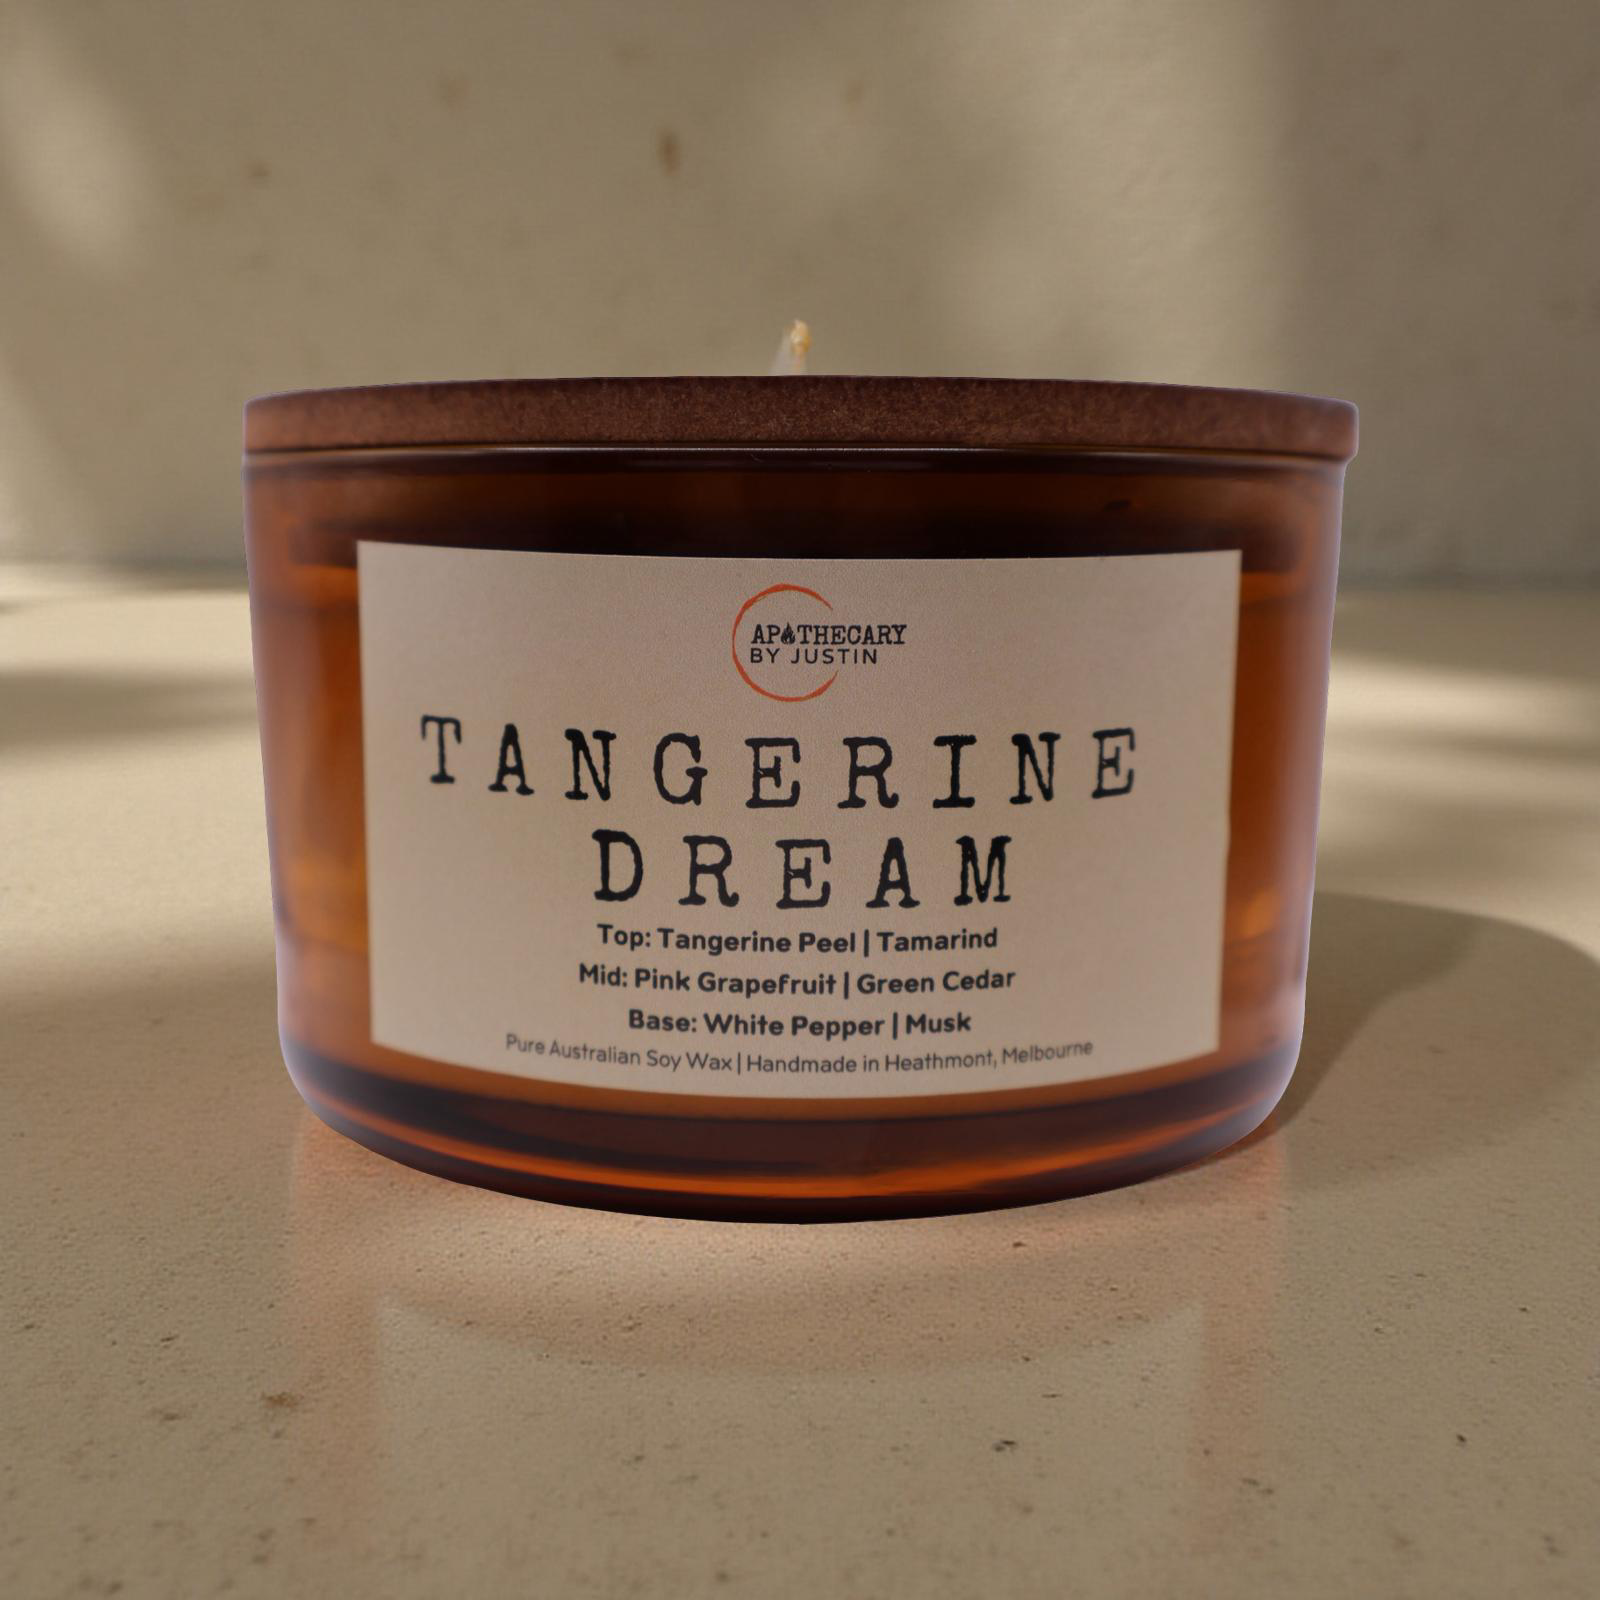 APOTHECARY
BY JUSTIN
TANGERINE
DREAM
Top: Tangerine Peel | Tamarind
Mid: Pink Grapefruit | Green Cedar
Base: White Pepper | Musk
Pure Australian Soy Wax | Handmade in Heathmont, Melbourne